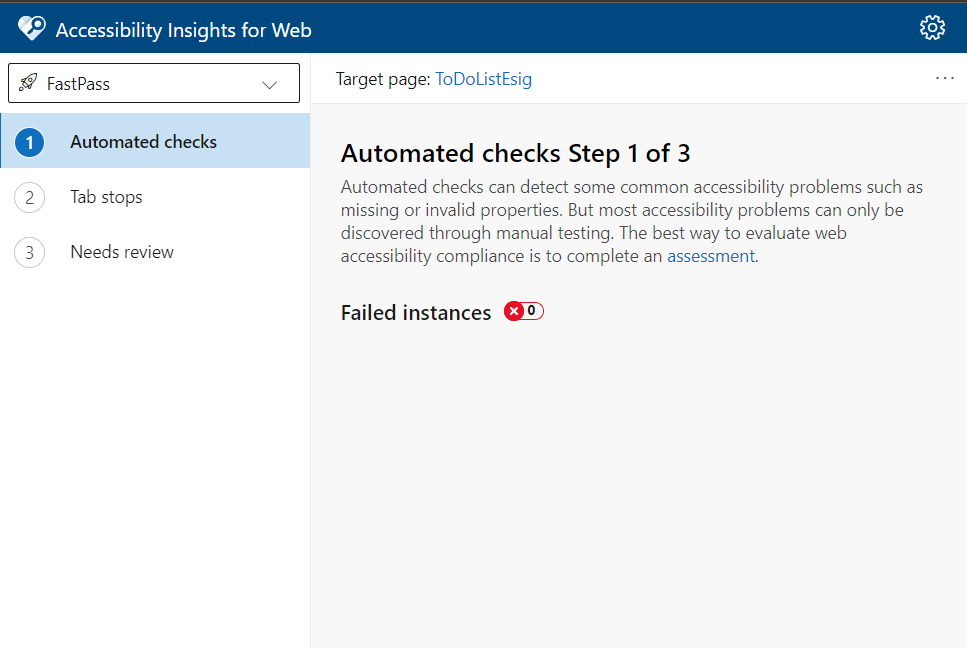 Accessibility Insights for Web
FastPass
Target page: ToDoListEsig
...
1 Automated checks
2 Tab stops
3 Needs review
Automated checks Step 1 of 3
Automated checks can detect some common accessibility problems such as
missing or invalid properties. But most accessibility problems can only be
discovered through manual testing. The best way to evaluate web
accessibility compliance is to complete an assessment.
Failed instances 0